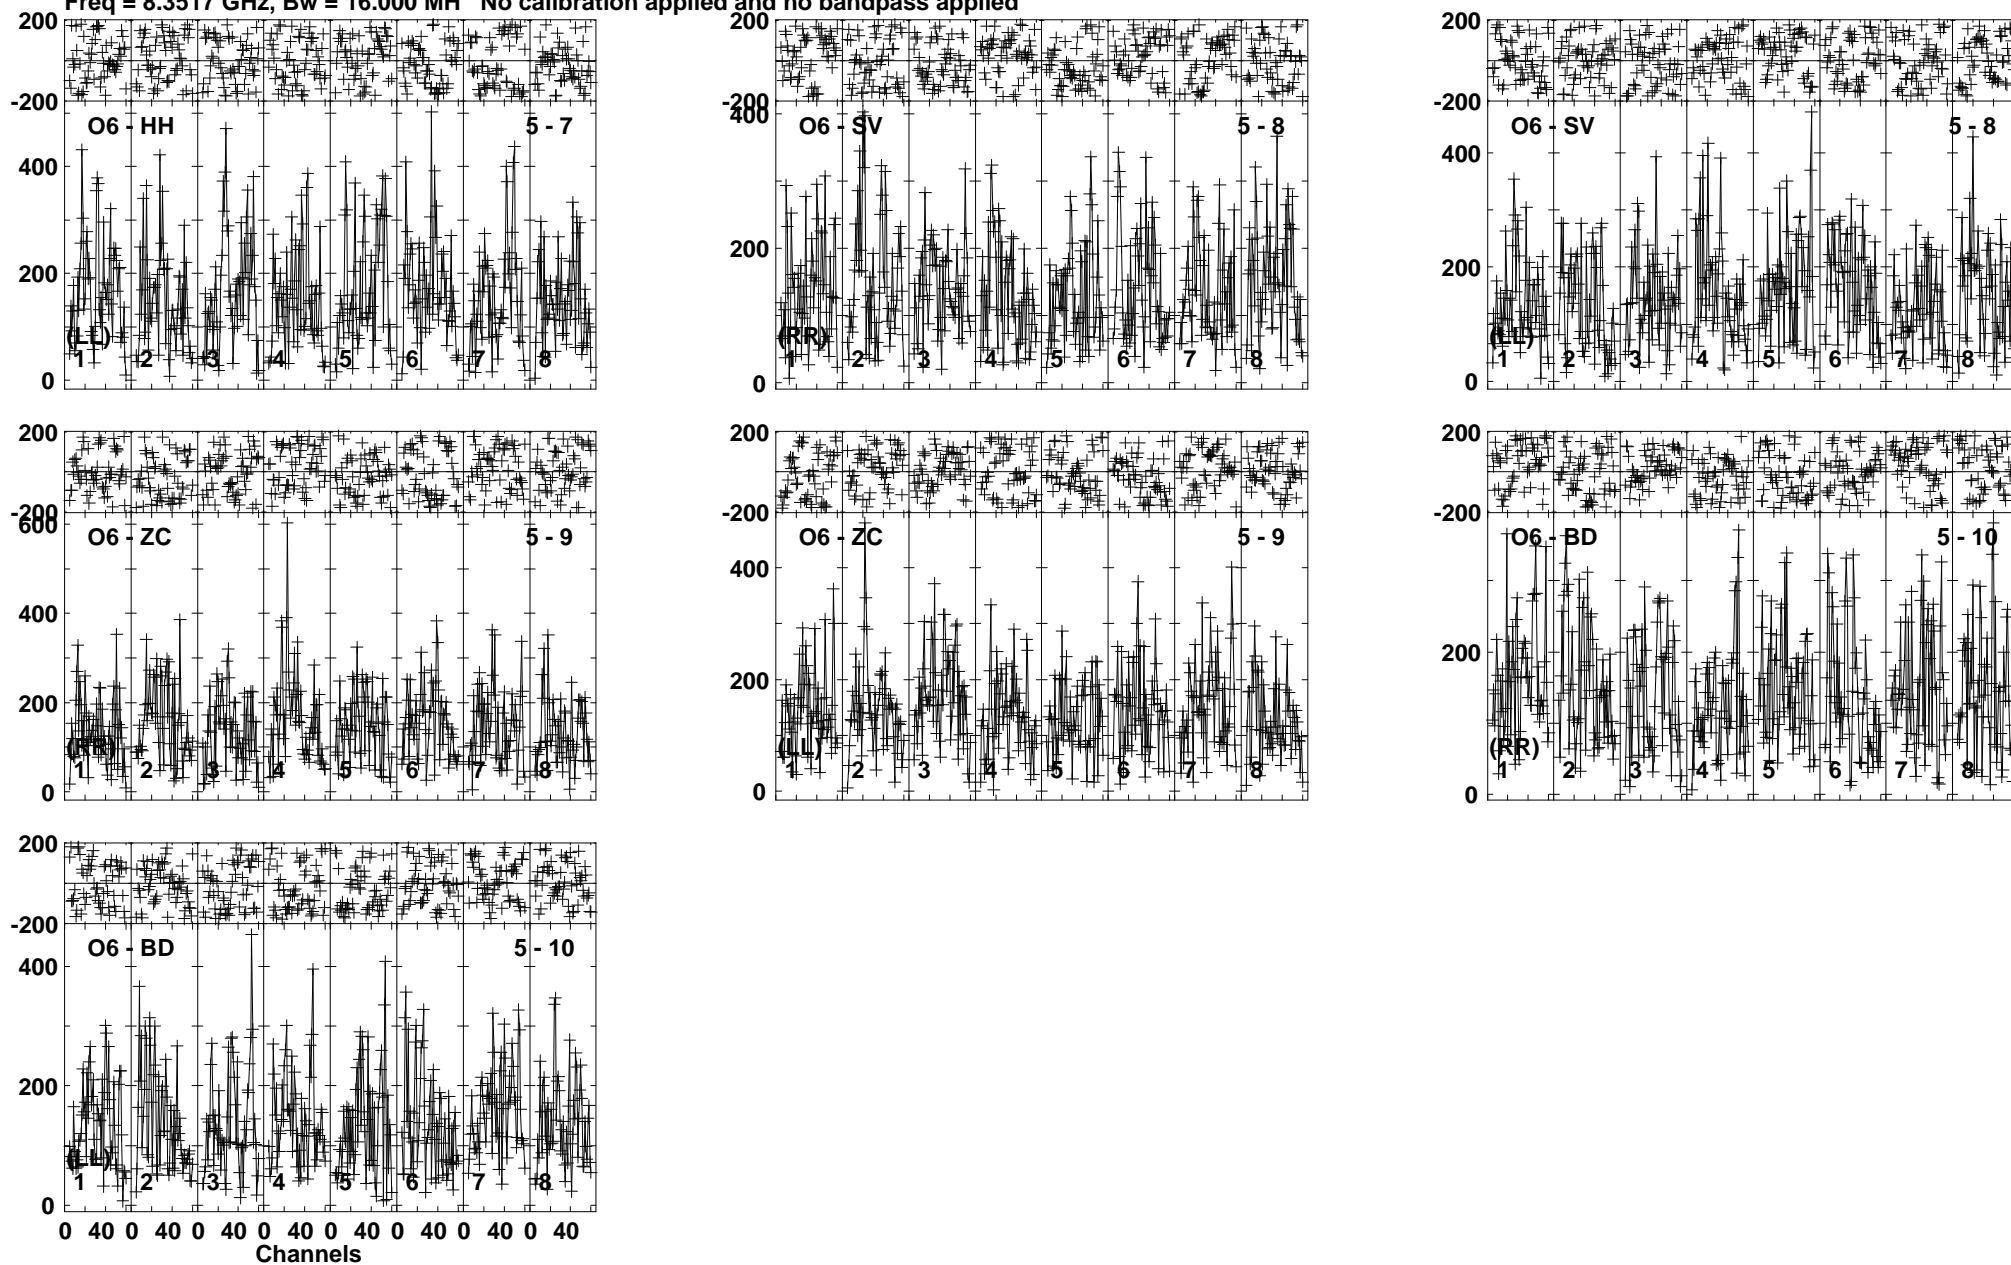 Freq = 8.3517 GHz, Bw = 16.000 MH No calibration applied and no bandpass applied
200
-200
O6 - HH 5 - 7
400
200
0
(LL)
1 2 3 4 5 6 7 8
200
-200
400
O6 - SV 5 - 8
200
0
(RR)
1 2 3 4 5 6 7 8
200
-200
O6 - SV 5 - 8
400
200
0
(LL)
1 2 3 4 5 6 7 8
200
-200
600
O6 - ZC 5 - 9
400
200
0
(RR)
1 2 3 4 5 6 7 8
200
-200
O6 - ZC 5 - 9
400
200
0
(LL)
1 2 3 4 5 6 7 8
200
-200
O6 - BD 5 - 10
200
0
(RR)
1 2 3 4 5 6 7 8
200
-200
O6 - BD 5 - 10
400
200
0
(LL)
1 2 3 4 5 6 7 8
0 40 0 40 0 40 0 40 0 40 0 40 0 40 0 40
Channels